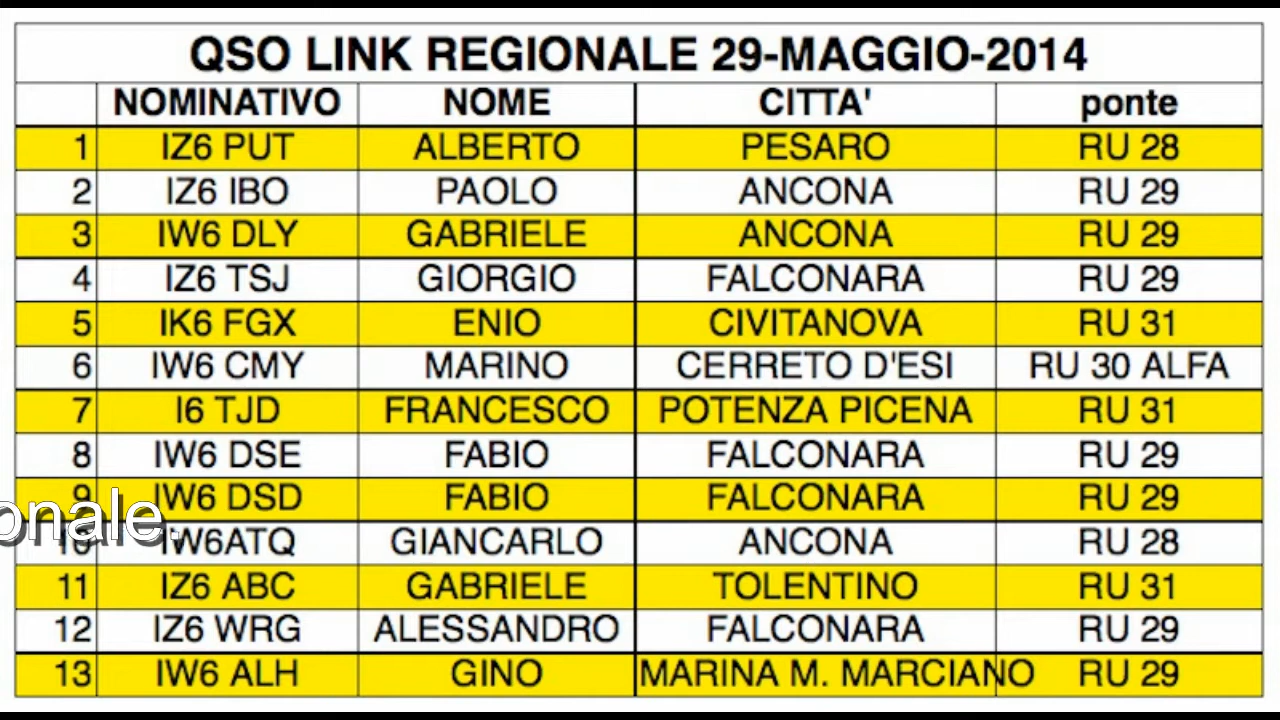 QSO LINK REGIONALE 29-MAGGIO-2014
NOMINATIVO NOME CITTA' ponte
1 IZ6 PUT ALBERTO PESARO RU 28
2 IZ6 IBO PAOLO ANCONA RU 29
3 IW6 DLY GABRIELE ANCONA RU 29
4 IZ6 TSJ GIORGIO FALCONARA RU 29
5 IK6 FGX ENIO CIVITANOVA RU 31
6 IW6 CMY MARINO CERRETO D'ESI RU 30 ALFA
7 I6 TJD FRANCESCO POTENZA PICENA RU 31
8 IW6 DSE FABIO FALCONARA RU 29
9 IW6 DSD FABIO FALCONARA RU 29
onale.
10 IW6ATQ GIANCARLO ANCONA RU 28
11 IZ6 ABC GABRIELE TOLENTINO RU 31
12 IZ6 WRG ALESSANDRO FALCONARA RU 29
13 IW6 ALH GINO MARINA M. MARCIANO RU 29